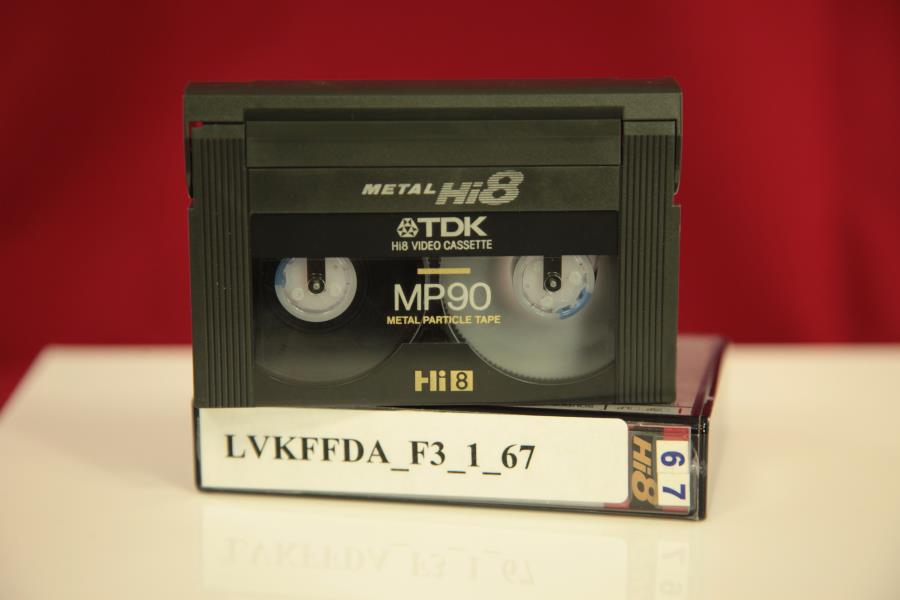 METAL Hi8
TDK
Hi8 VIDEO CASSETTE
MP90
METAL PARTICLE TAPE
Hi8
LVKFFDA_F3_1_67
Hi8
67